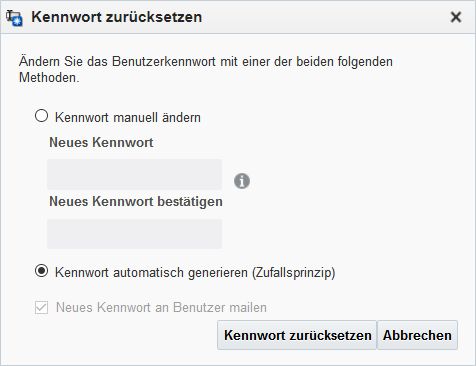 Kennwort zurücksetzen
Ändern Sie das Benutzerkennwort mit einer der beiden folgenden
Methoden.
Kennwort manuell ändern
Neues Kennwort
Neues Kennwort bestätigen
Kennwort automatisch generieren (Zufallsprinzip)
Neues Kennwort an Benutzer mailen
Kennwort zurücksetzen Abbrechen